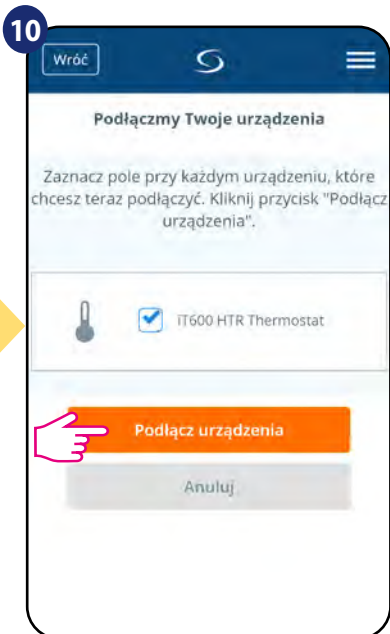 10
Wróć
Podłączmy Twoje urządzenia
Zaznacz pole przy każdym urządzeniu, które
chcesz teraz podłączyć. Kliknij przycisk "Podłącz
urządzenia".
iT600 HTR Thermostat
Podłącz urządzenia
Anuluj